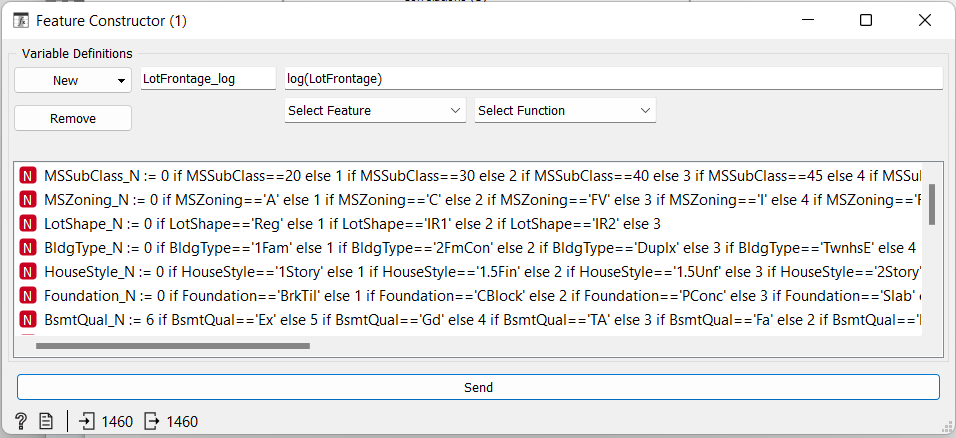 Feature Constructor (1)
Variable Definitions
New
LotFrontage_log
log(LotFrontage)
Remove
Select Feature
Select Function
N MSSubClass_N := 0 if MSSubClass==20 else 1 if MSSubClass==30 else 2 if MSSubClass==40 else 3 if MSSubClass==45 else 4 if MSSul
N MSZoning_N := 0 if MSZoning=='A' else 1 if MSZoning=='C' else 2 if MSZoning=='FV' else 3 if MSZoning=='I' else 4 if MSZoning=='
N LotShape_N := 0 if LotShape=='Reg' else 1 if LotShape=='IR1' else 2 if LotShape=='IR2' else 3
N BldgType_N := 0 if BldgType=='1Fam' else 1 if BldgType=='2FmCon' else 2 if BldgType=='Duplx' else 3 if BldgType=='TwnhsE' else 4
N HouseStyle_N := 0 if HouseStyle=='1Story' else 1 if HouseStyle=='1.5Fin' else 2 if HouseStyle=='1.5Unf' else 3 if HouseStyle=='2Story'
N Foundation_N := 0 if Foundation=='BrkTil' else 1 if Foundation=='CBlock' else 2 if Foundation=='PConc' else 3 if Foundation=='Slab'
N BsmtQual_N := 6 if BsmtQual=='Ex' else 5 if BsmtQual=='Gd' else 4 if BsmtQual=='TA' else 3 if BsmtQual=='Fa' else 2 if BsmtQual=='
Send
? 1460 1460